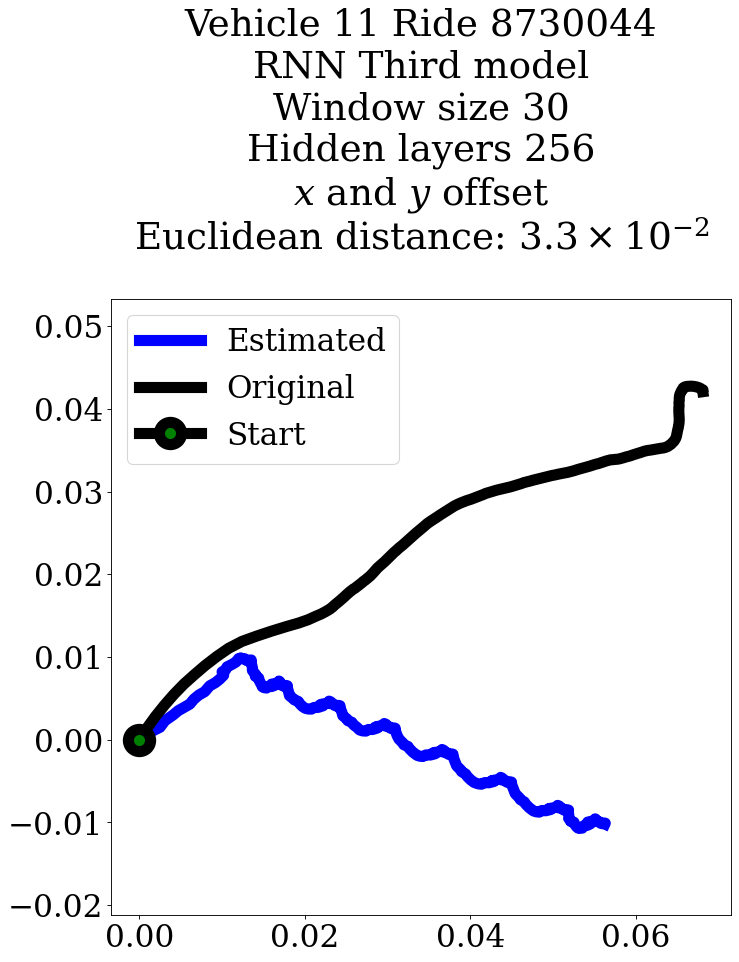 Vehicle 11 Ride 8730044
RNN Third model
Window size 30
Hidden layers 256
x and y offset
Euclidean distance: 3.3 × 10⁻²
Estimated
Original
Start
0.05
0.04
0.03
0.02
0.01
0.00
−0.01
−0.02
0.00 0.02 0.04 0.06